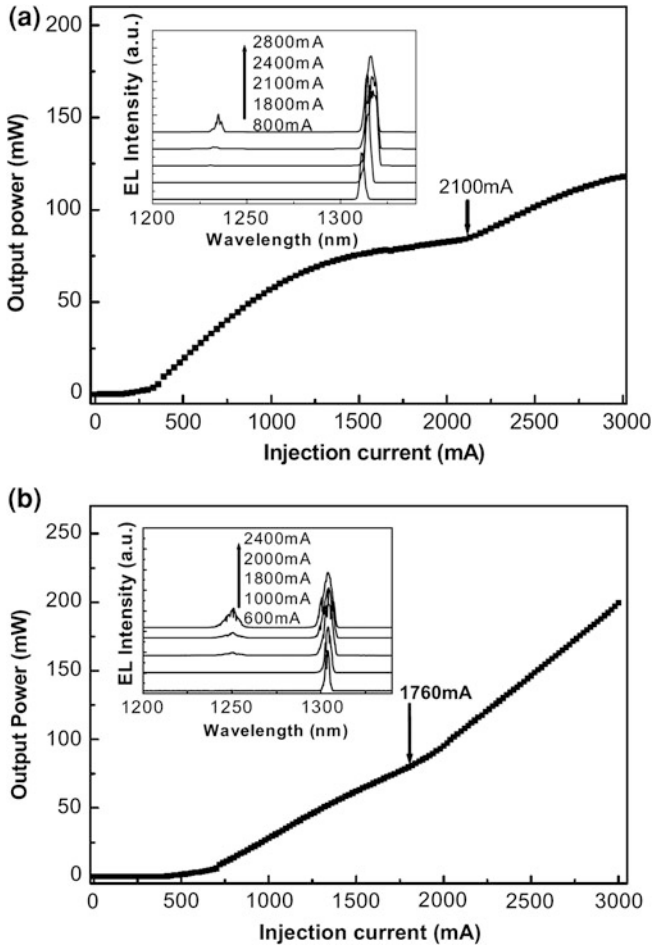 (a)
200
150
100
50
0
Output power (mW)
EL Intensity (a.u.)
2800mA
2400mA
2100mA
1800mA
800mA
1200 1250 1300
Wavelength (nm)
2100mA
0 500 1000 1500 2000 2500 3000
Injection current (mA)
(b)
250
200
150
100
50
0
Output Power (mW)
EL Intensity (a.u.)
2400mA
2000mA
1800mA
1000mA
600mA
1200 1250 1300
Wavelength (nm)
1760mA
0 500 1000 1500 2000 2500 3000
Injection current (mA)